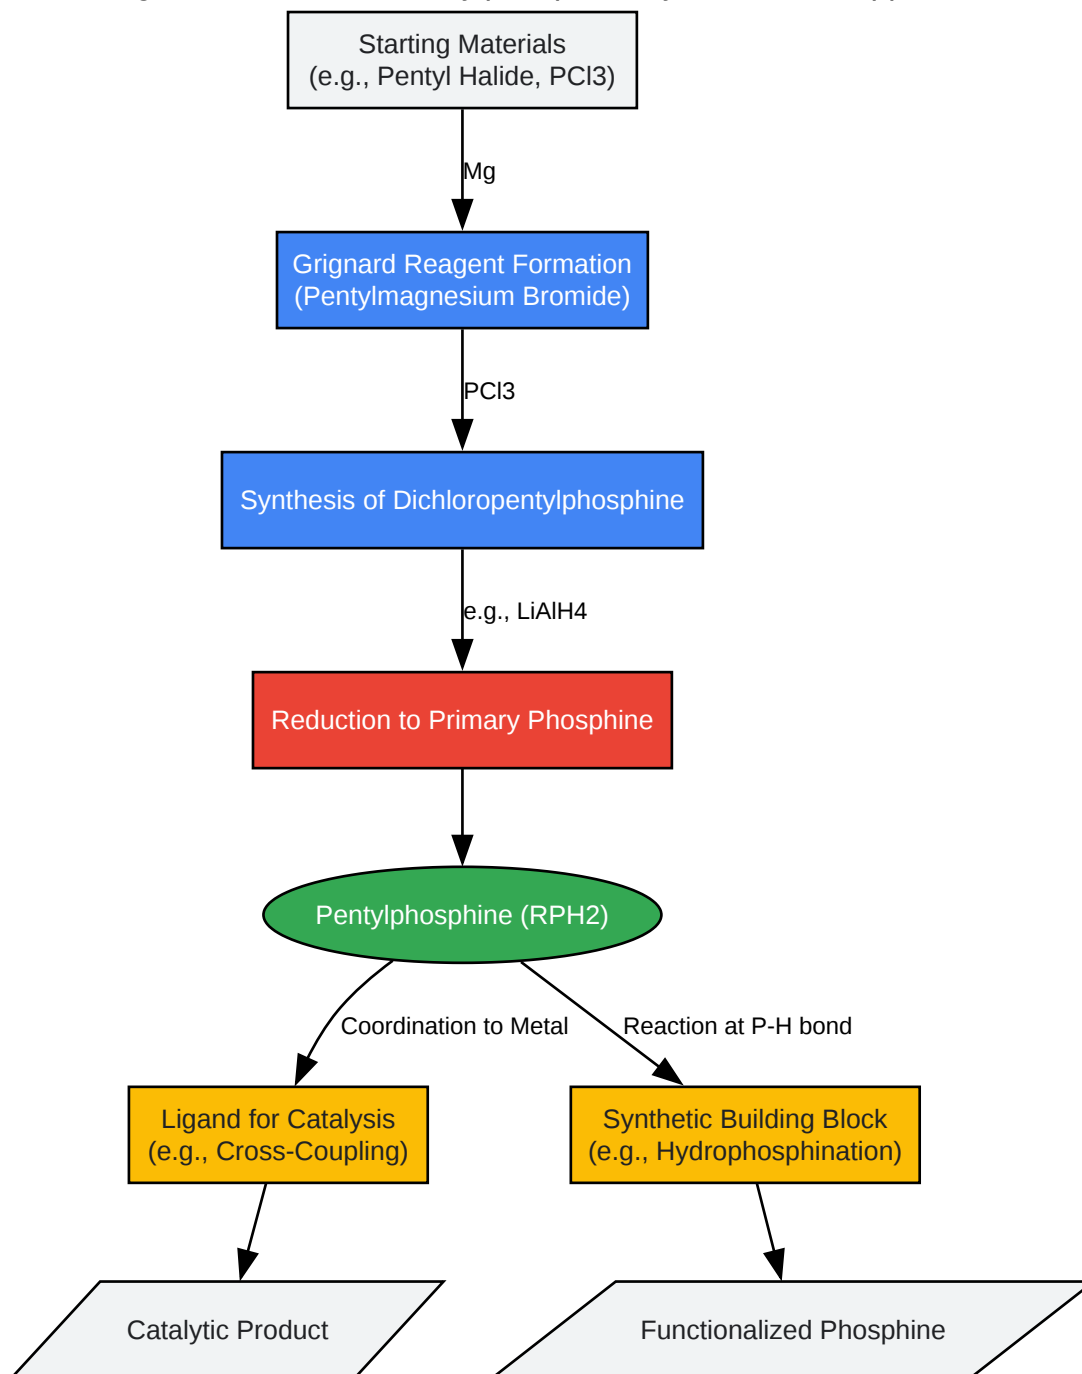 Starting Materials
(e.g., Pentyl Halide, PCl3)
Mg
Grignard Reagent Formation
(Pentylmagnesium Bromide)
PCl3
Synthesis of Dichloropentylphosphine
e.g., LiAlH4
Reduction to Primary Phosphine
Pentylphosphine (RPH2)
Coordination to Metal
Reaction at P-H bond
Ligand for Catalysis
(e.g., Cross-Coupling)
Synthetic Building Block
(e.g., Hydrophosphination)
Catalytic Product
Functionalized Phosphine